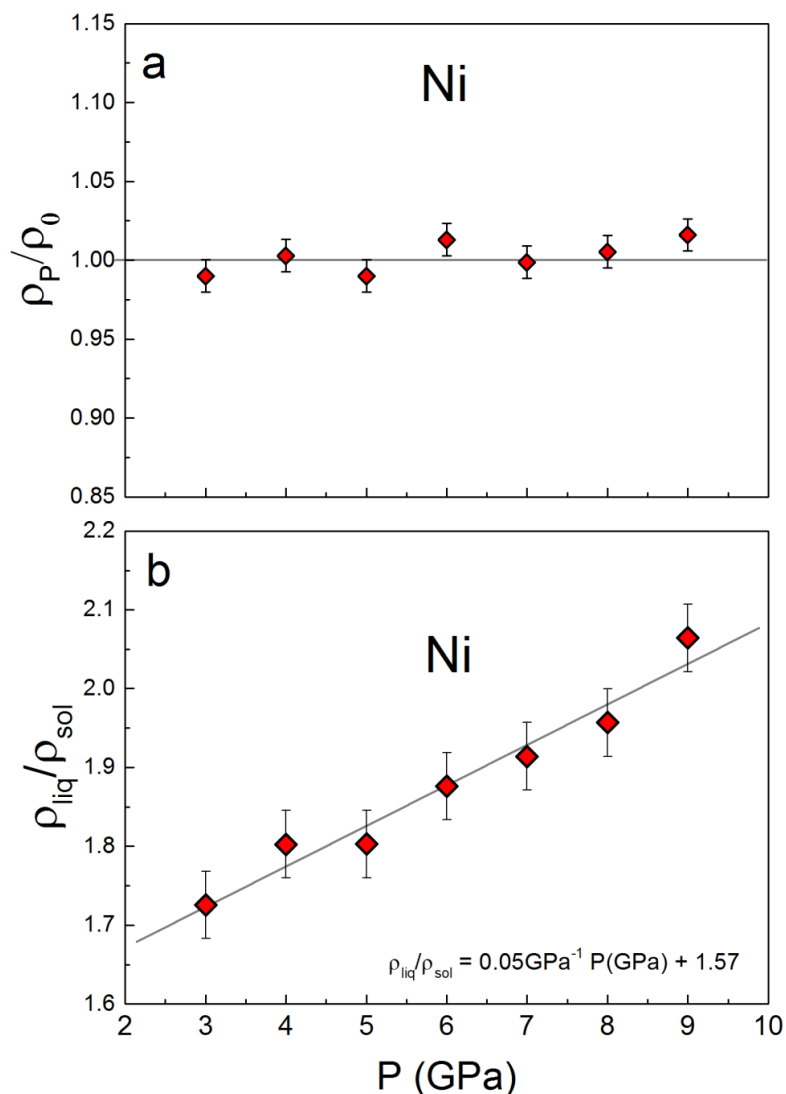 a
Ni
1.15
1.10
1.05
1.00
0.95
0.90
0.85
ρP/ρ0
b
Ni
2.2
2.1
2.0
1.9
1.8
1.7
1.6
ρliq/ρsol
ρliq/ρsol = 0.05GPa-1 P(GPa) + 1.57
2 3 4 5 6 7 8 9 10
P (GPa)